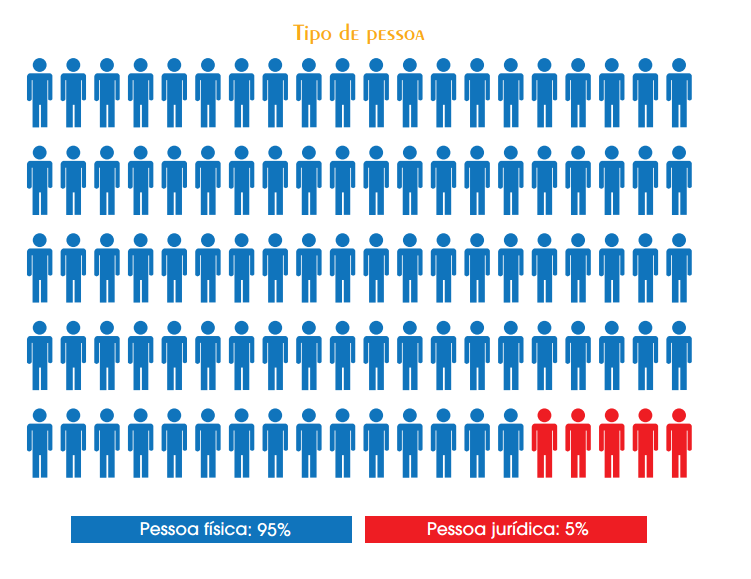 Tipo de pessoa
Pessoa física: 95%
Pessoa jurídica: 5%